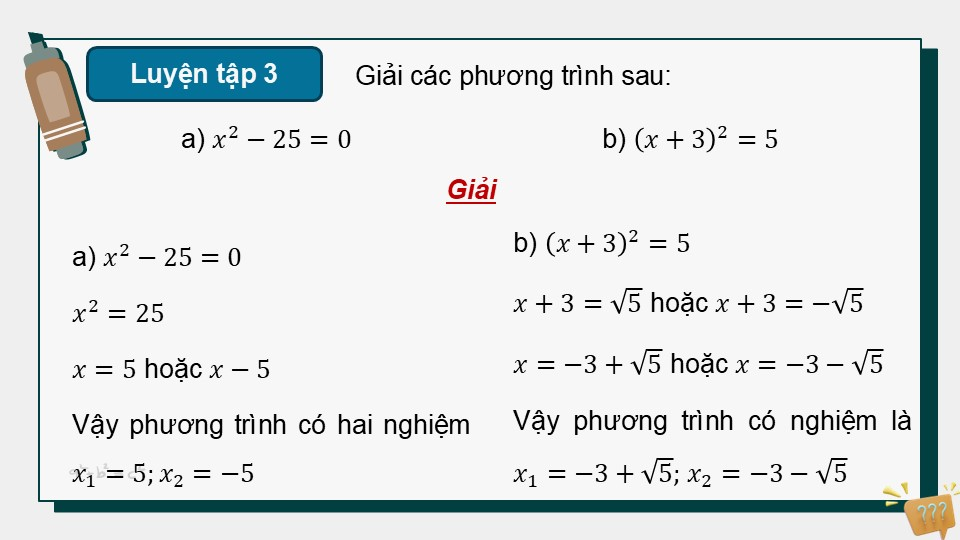 Luyện tập 3
Giải các phương trình sau:
a) 𝑥² − 25 = 0
b) (𝑥 + 3)² = 5
Giải
a) 𝑥² − 25 = 0
𝑥² = 25
𝑥 = 5 hoặc 𝑥 − 5
Vậy phương trình có hai nghiệm
𝑥₁ = 5; 𝑥₂ = −5
b) (𝑥 + 3)² = 5
𝑥 + 3 = √5 hoặc 𝑥 + 3 = −√5
𝑥 = −3 + √5 hoặc 𝑥 = −3 − √5
Vậy phương trình có nghiệm là
𝑥₁ = −3 + √5; 𝑥₂ = −3 − √5
???